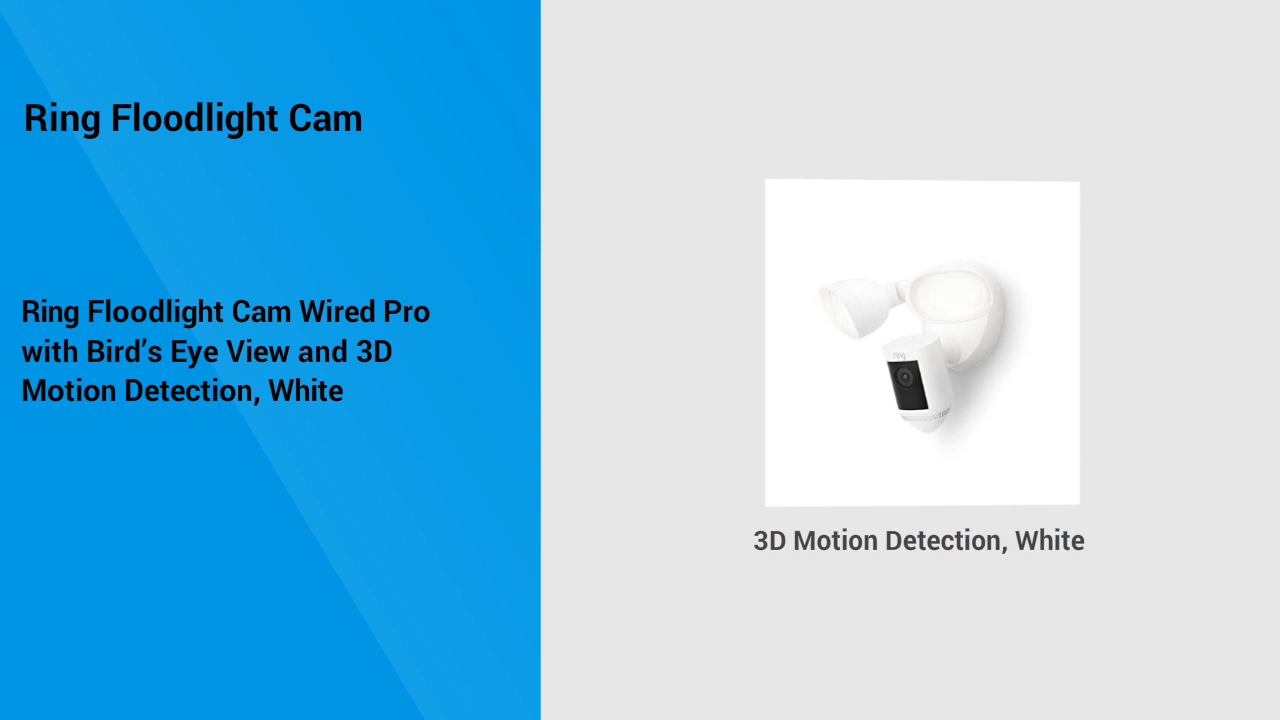 Ring Floodlight Cam
Ring Floodlight Cam Wired Pro
with Bird’s Eye View and 3D
Motion Detection, White
ring
3D Motion Detection, White